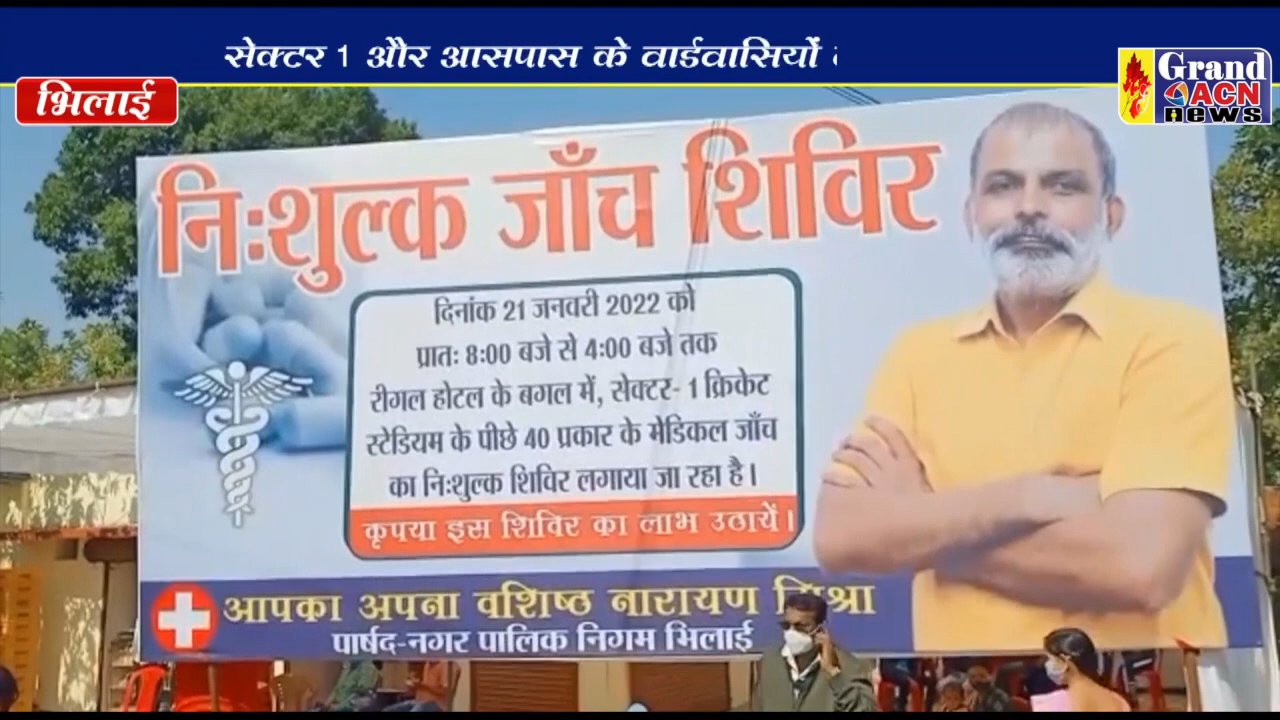 सेक्टर 1 और आसपास के वार्डवासियों
भिलाई
Grand
ACN
news
निःशुल्क जाँच शिविर
दिनांक 21 जनवरी 2022 को
प्रातः 8:00 बजे से 4:00 बजे तक
रीगल होटल के बगल में, सेक्टर- 1 क्रिकेट
स्टेडियम के पीछे 40 प्रकार के मेडिकल जाँच
का निःशुल्क शिविर लगाया जा रहा है।
कृपया इस शिविर का लाभ उठायें।
आपका अपना वशिष्ठ नारायण मिश्रा
पार्षद-नगर पालिक निगम भिलाई